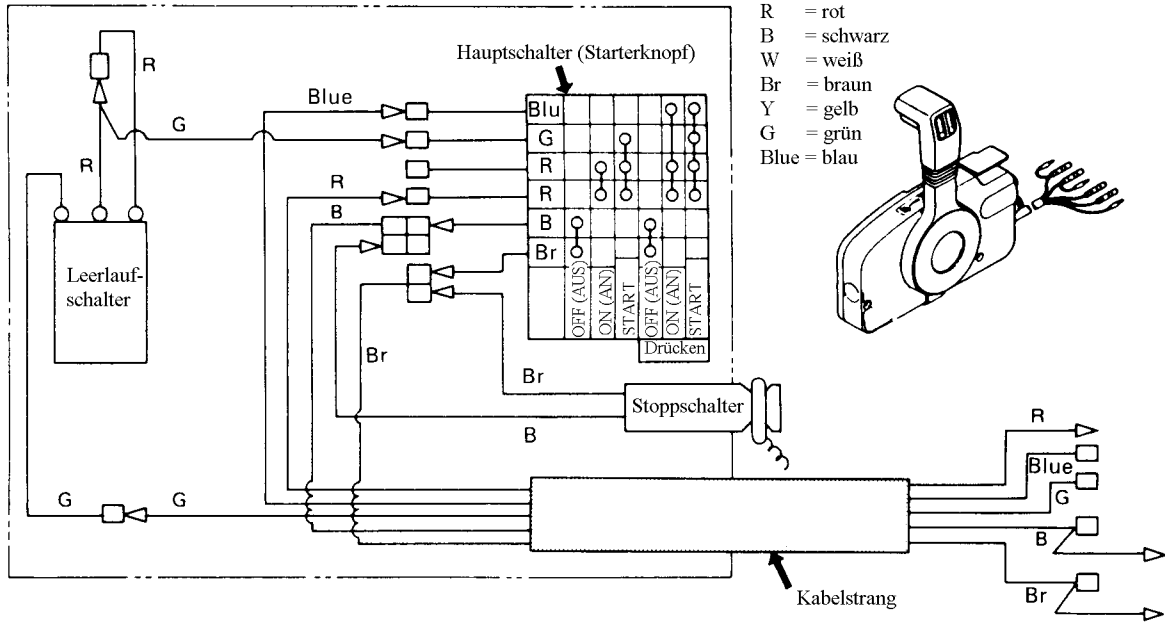 R = rot
B = schwarz
W = weiß
Br = braun
Y = gelb
G = grün
Blue = blau
Hauptschalter (Starterknopf)
R
Blue
G
R
R
B
Blu
G
R
R
B
Br
OFF (AUS)
ON (AN)
START
OFF (AUS)
ON (AN)
START
Drücken
Leerlauf-
schalter
Br
Br
Stoppschalter
B
G
G
R
Blue
G
B
Br
Kabelstrang